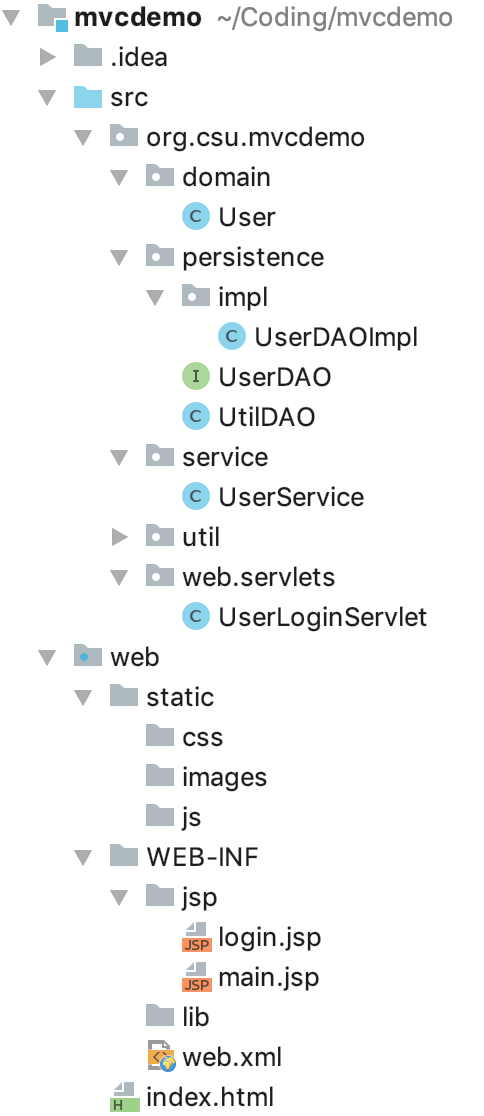 mvcdemo ~/Coding/mvcdemo
.idea
src
org.csu.mvcdemo
domain
C User
persistence
impl
C UserDAOImpl
I UserDAO
C UtilDAO
service
C UserService
util
web.servlets
C UserLoginServlet
web
static
css
images
js
WEB-INF
jsp
JSP login.jsp
JSP main.jsp
lib
<> web.xml
H index.html